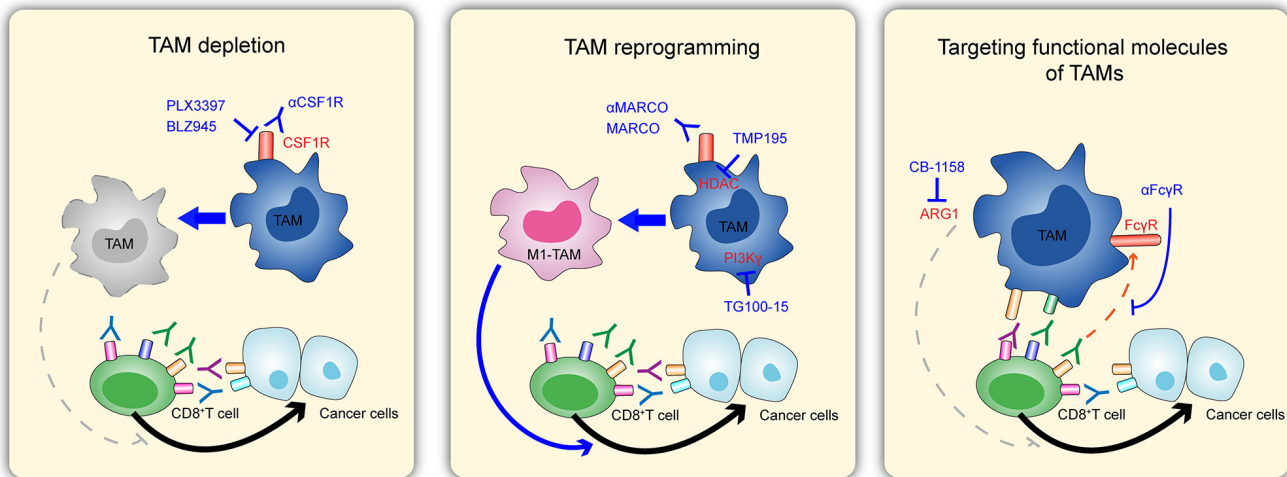 TAM depletion
PLX3397
BLZ945
αCSF1R
CSF1R
TAM
TAM
CD8⁺T cell
Cancer cells
TAM reprogramming
αMARCO
MARCO
TMP195
HDAC
M1-TAM
TAM
PI3Kγ
TG100-15
CD8⁺T cell
Cancer cells
Targeting functional molecules
of TAMs
CB-1158
ARG1
αFcγR
FcγR
TAM
CD8⁺T cell
Cancer cells